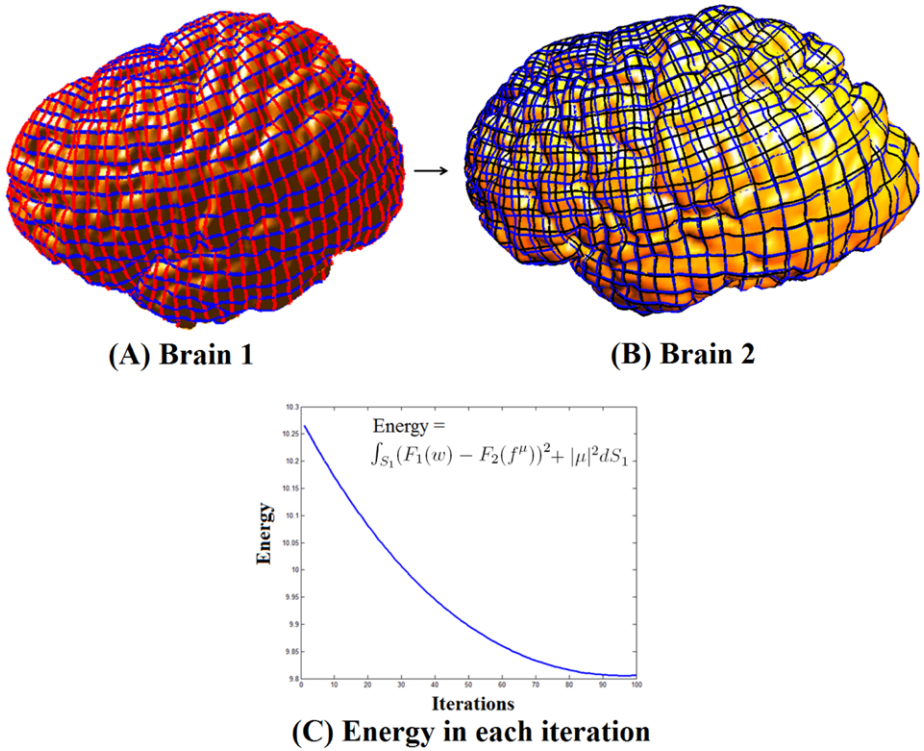 (A) Brain 1
(B) Brain 2
10.3
10.25
10.2
10.15
10.1
10.05
10
9.95
9.9
9.85
9.8
Energy
Energy =
∫_{S₁}(F₁(w) − F₂(f^μ))² + |μ|²dS₁
0 10 20 30 40 50 60 70 80 90 100
Iterations
(C) Energy in each iteration